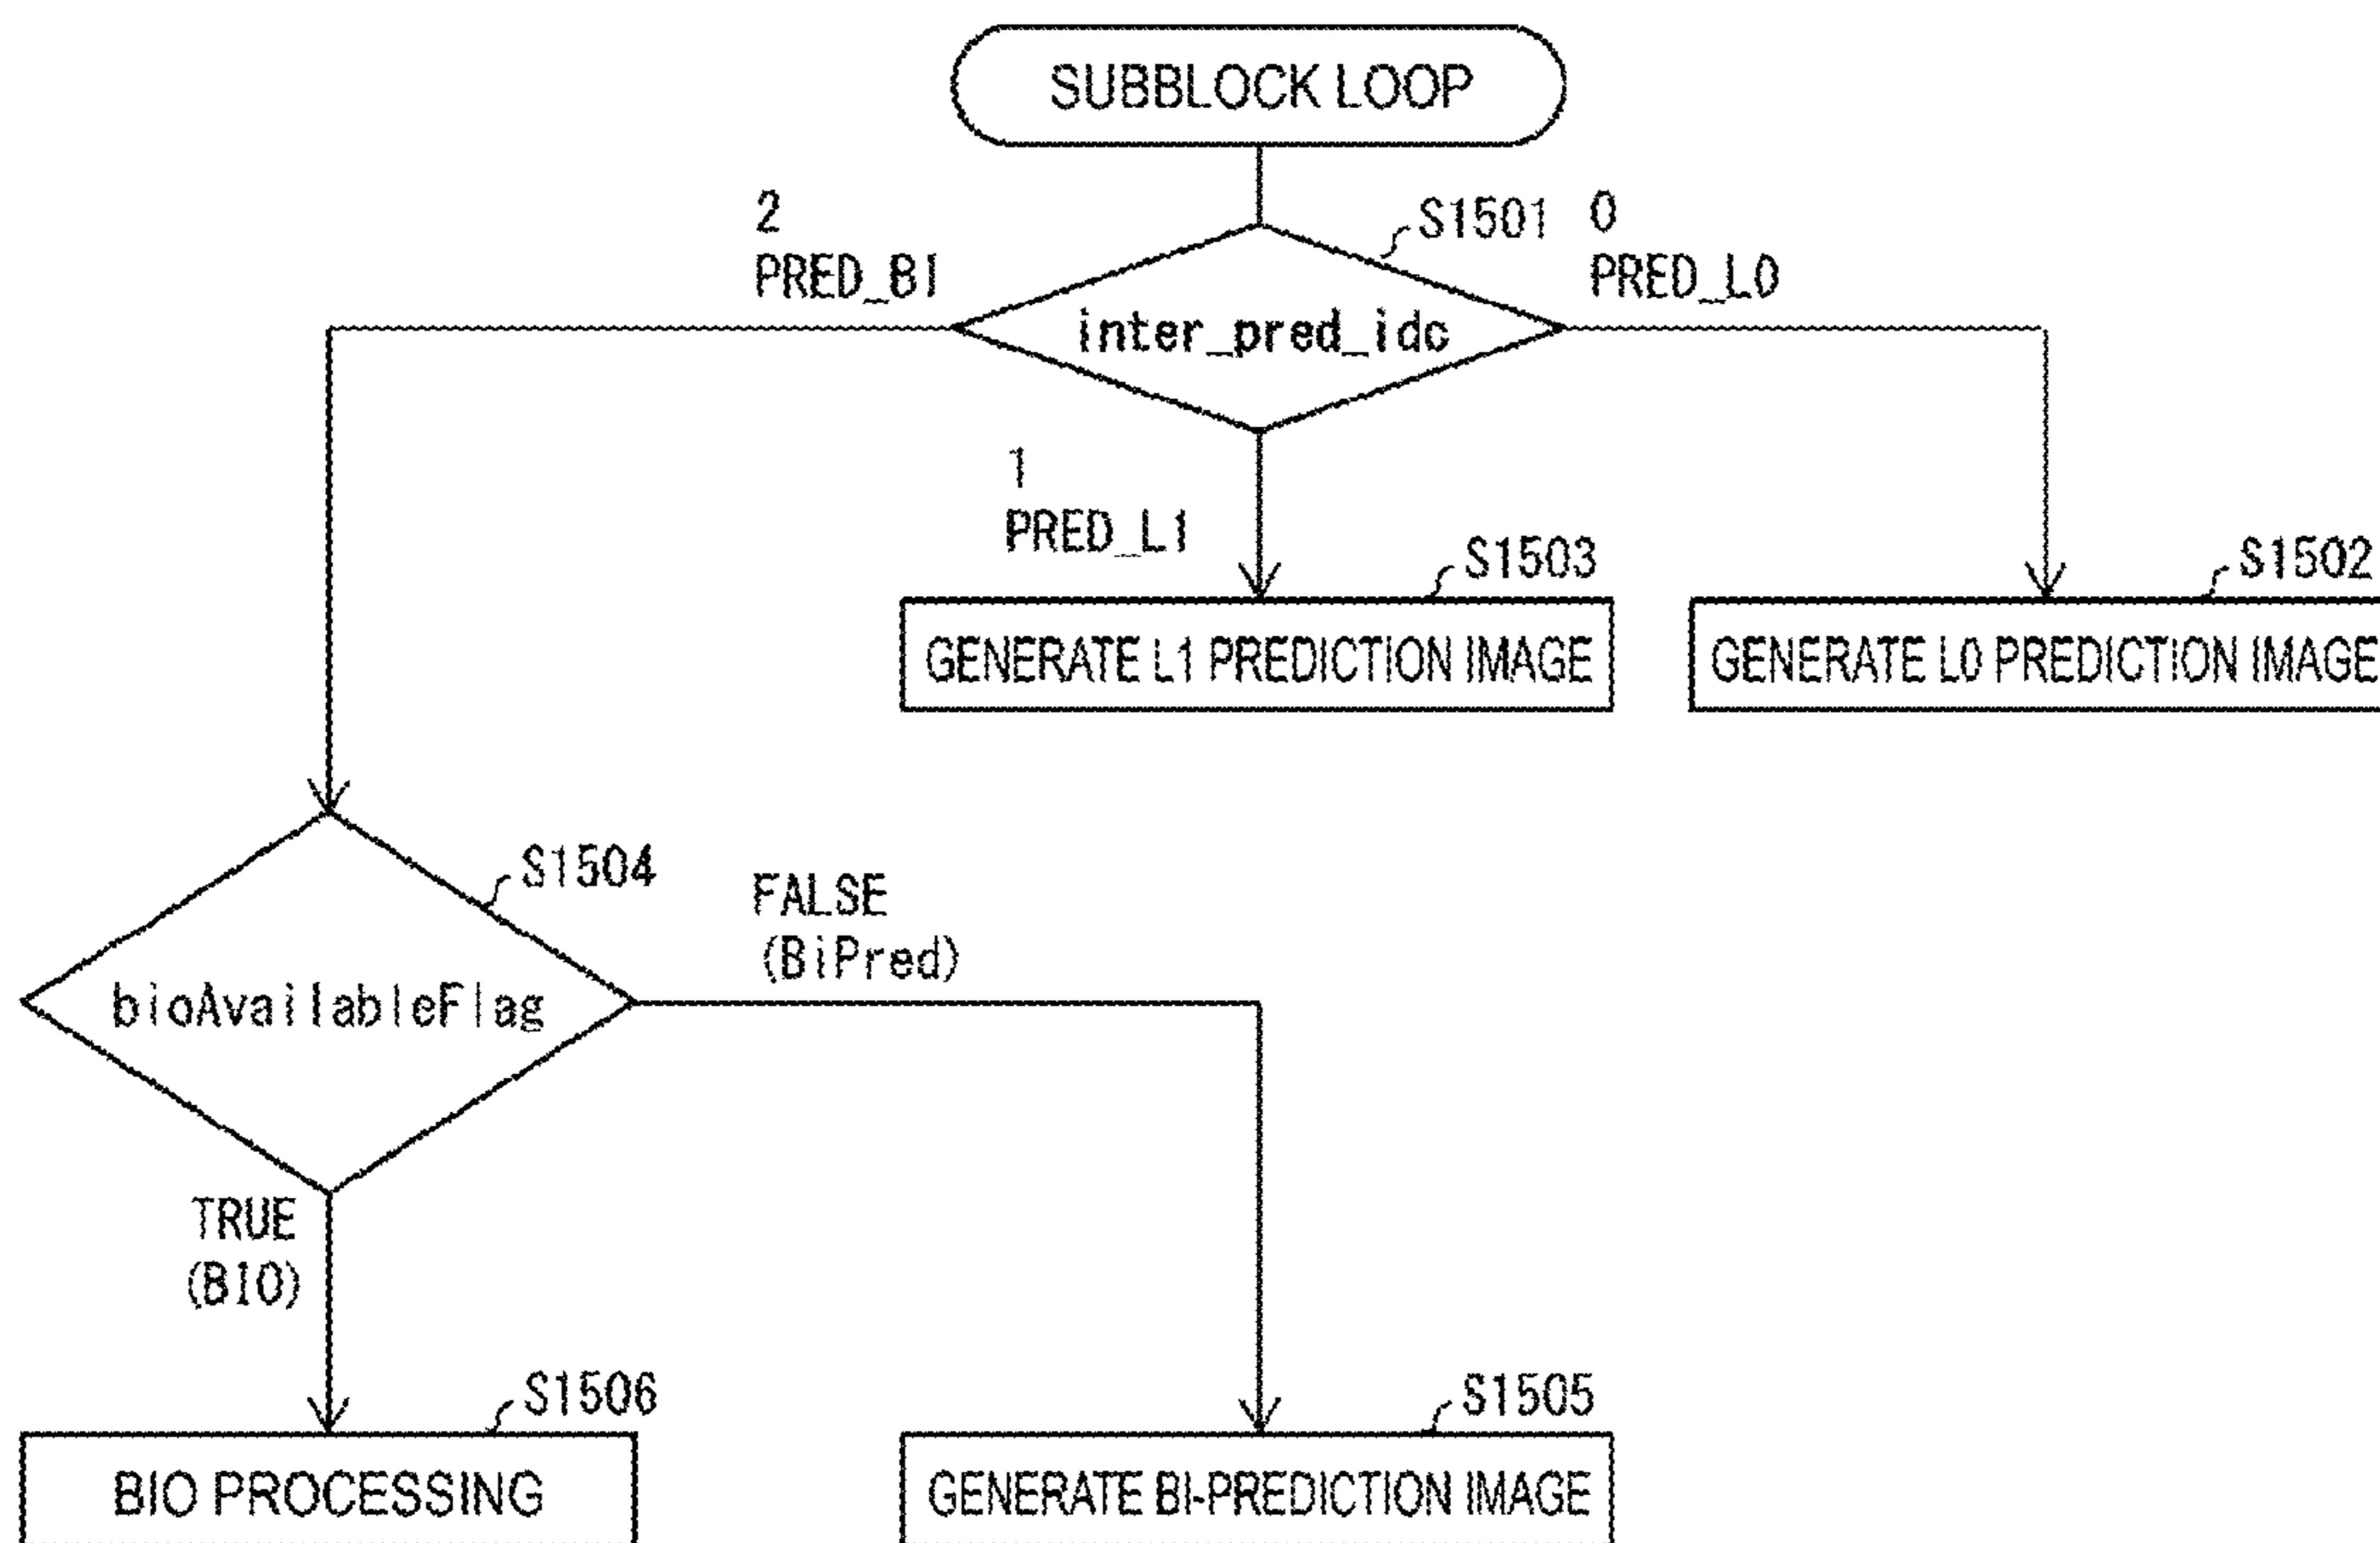 SUBBLOCK LOOP
2
PRED_BI
S1501
0
PRED_L0
inter_pred_idc
1
PRED_L1
S1503
GENERATE L1 PREDICTION IMAGE
S1502
GENERATE L0 PREDICTION IMAGE
S1504
bioAvailableFlag
FALSE
(BiPred)
TRUE
(BIO)
S1506
BIO PROCESSING
S1505
GENERATE BI-PREDICTION IMAGE